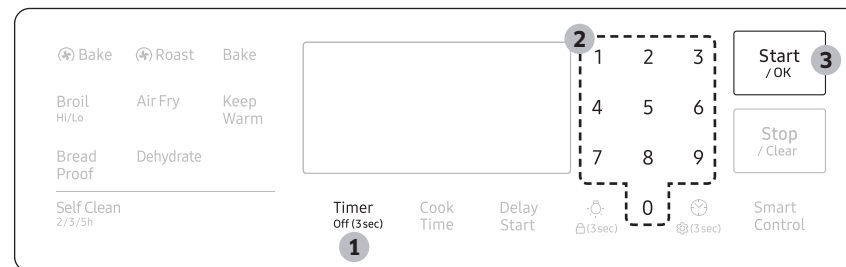 Bake Roast Bake
2
1 2 3
Start
/ OK
3
Broil
Hi/Lo
Air Fry
Keep
Warm
4 5 6
Stop
/ Clear
Bread
Proof
Dehydrate
7 8 9
Self Clean
2/3/5h
Timer
Off (3 sec)
1
Cook
Time
Delay
Start
(3 sec)
0
(3 sec)
Smart
Control